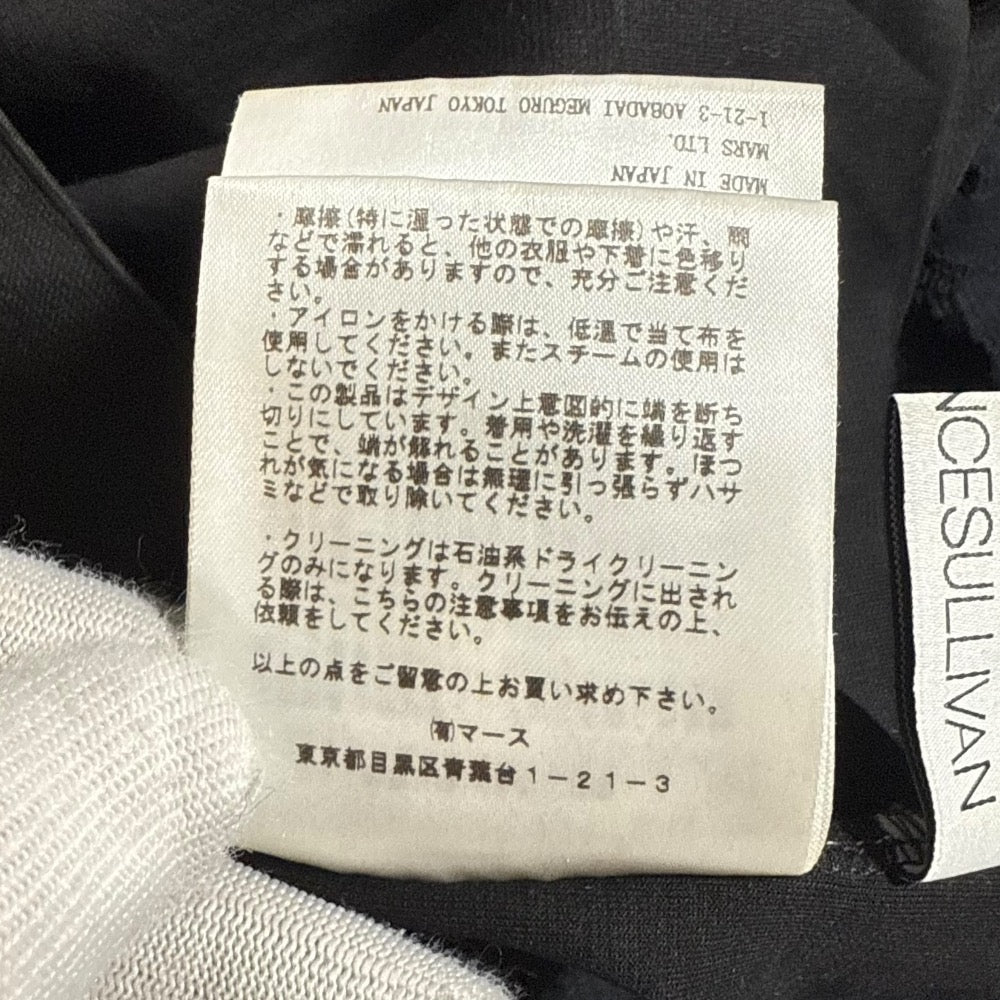 1-21-3 AOBADAI MEGURO TOKYO JAPAN
MARS LTD.
MADE IN JAPAN
・摩擦(特に湿った状態での摩擦)や汗、雨
などで濡れると、他の衣服や下着に色移り
する場合がありますので、充分ご注意くだ
さい。
・アイロンをかける際は、低温で当て布を
使用してください。またスチームの使用は
しないでください。
・この製品はデザイン上意図的に端を断ち
切りにしています。着用や洗濯を繰り返す
ことで、端が解れることがあります。ほつ
れが気になる場合は無理に引っ張らずハサ
ミなどで取り除いてください。
・クリーニングは石油系ドライクリーニン
グのみになります。クリーニングに出され
る際は、こちらの注意事項をお伝えの上、
依頼をしてください。
以上の点をご留意の上お買い求め下さい。
㈲マース
東京都目黒区青葉台1-21-3
NCESULLIVAN